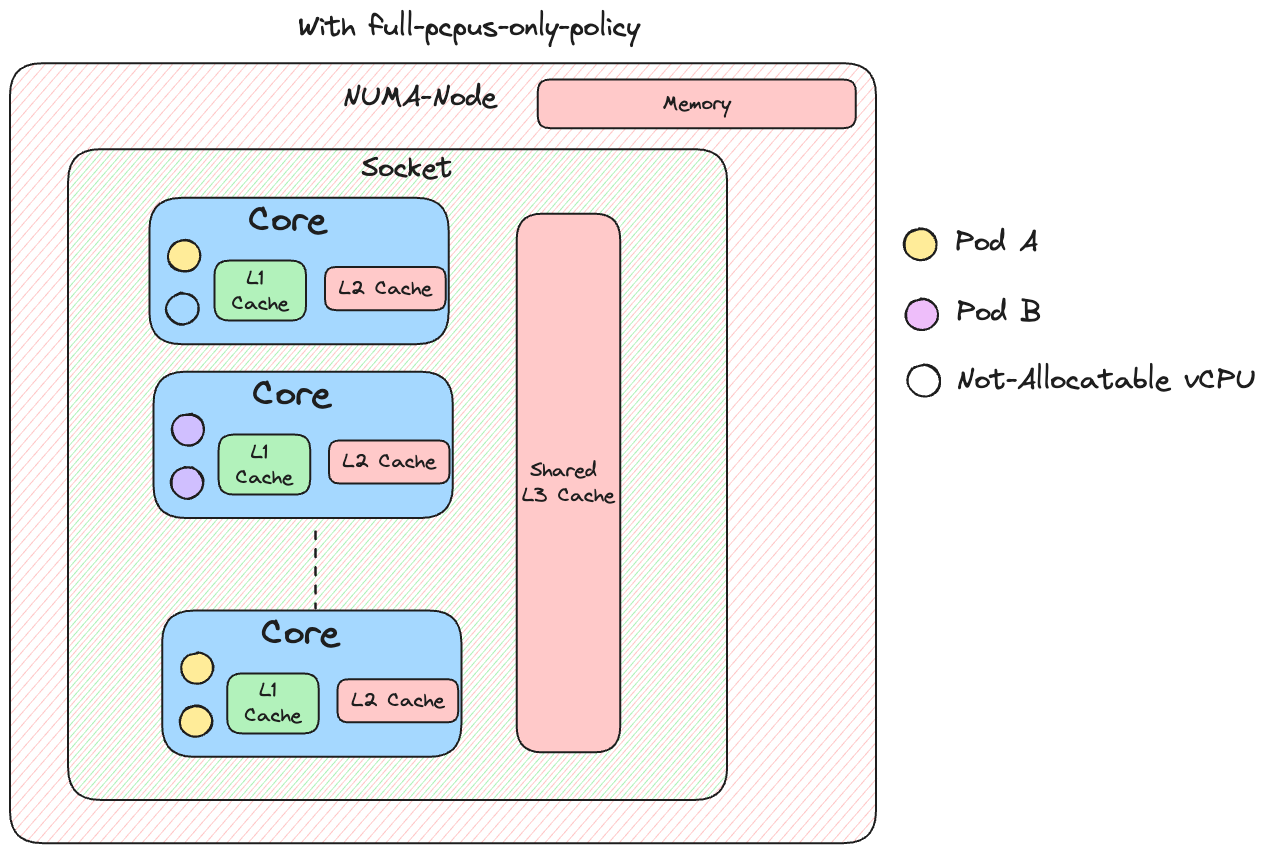 With full-pcpus-only-policy
NUMA-Node
Memory
Socket
Core
L1
Cache
L2 Cache
Core
L1
Cache
L2 Cache
Shared
L3 Cache
Core
L1
Cache
L2 Cache
Pod A
Pod B
Not-Allocatable vCPU